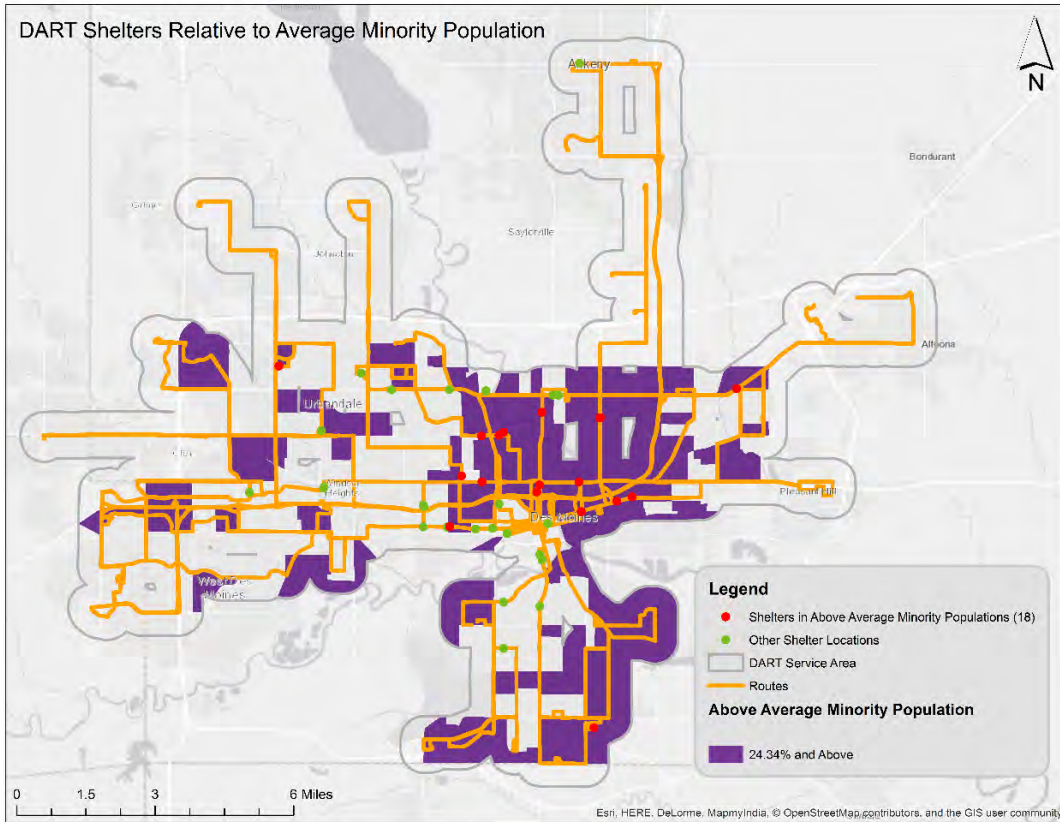 DART Shelters Relative to Average Minority Population
N
Ankeny
Bondurant
Grimes
Saylorville
Johnston
Altoona
Urbandale
Clive
Windsor
Heights
Pleasant Hill
Des Moines
West Des
Moines
Legend
Shelters in Above Average Minority Populations (18)
Other Shelter Locations
DART Service Area
Routes
Above Average Minority Population
24.34% and Above
0 1.5 3 6 Miles
Esri, HERE, DeLorme, MapmyIndia, © OpenStreetMap contributors, and the GIS user communit